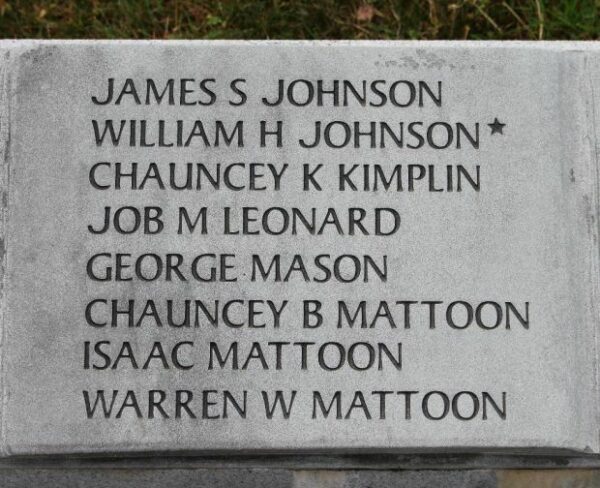 JAMES S JOHNSON
WILLIAM H JOHNSON★
CHAUNCEY K KIMPLIN
JOB M LEONARD
GEORGE MASON
CHAUNCEY B MATTOON
ISAAC MATTOON
WARREN W MATTOON